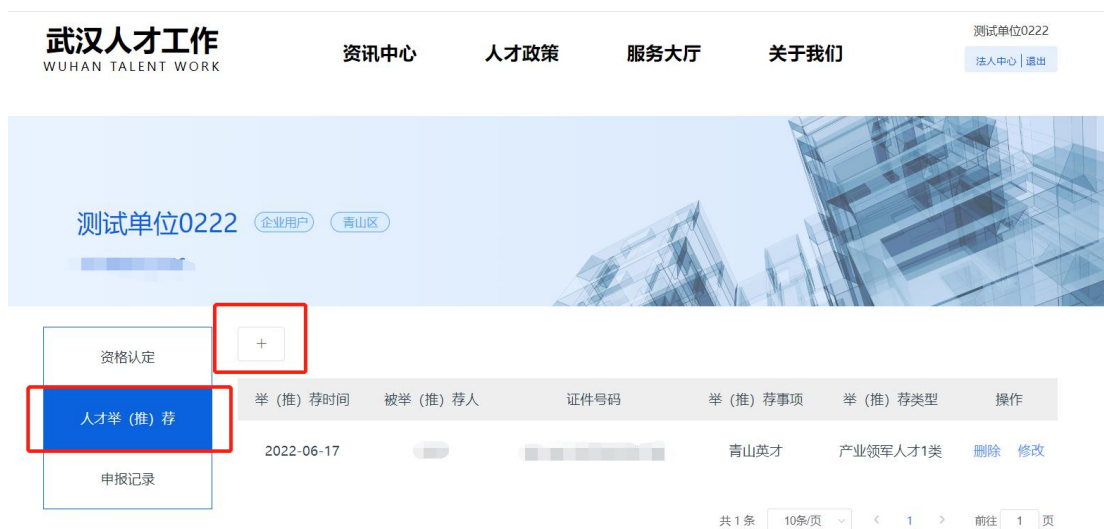 武汉人才工作
WUHAN TALENT WORK
资讯中心 人才政策 服务大厅 关于我们
测试单位0222
法人中心 | 退出
测试单位0222 企业用户 青山区
资格认定
+
人才举（推）荐
举（推）荐时间 被举（推）荐人 证件号码 举（推）荐事项 举（推）荐类型 操作
2022-06-17 青山英才 产业领军人才1类 删除 修改
申报记录
共 1 条 10条/页 < 1 > 前往 1 页